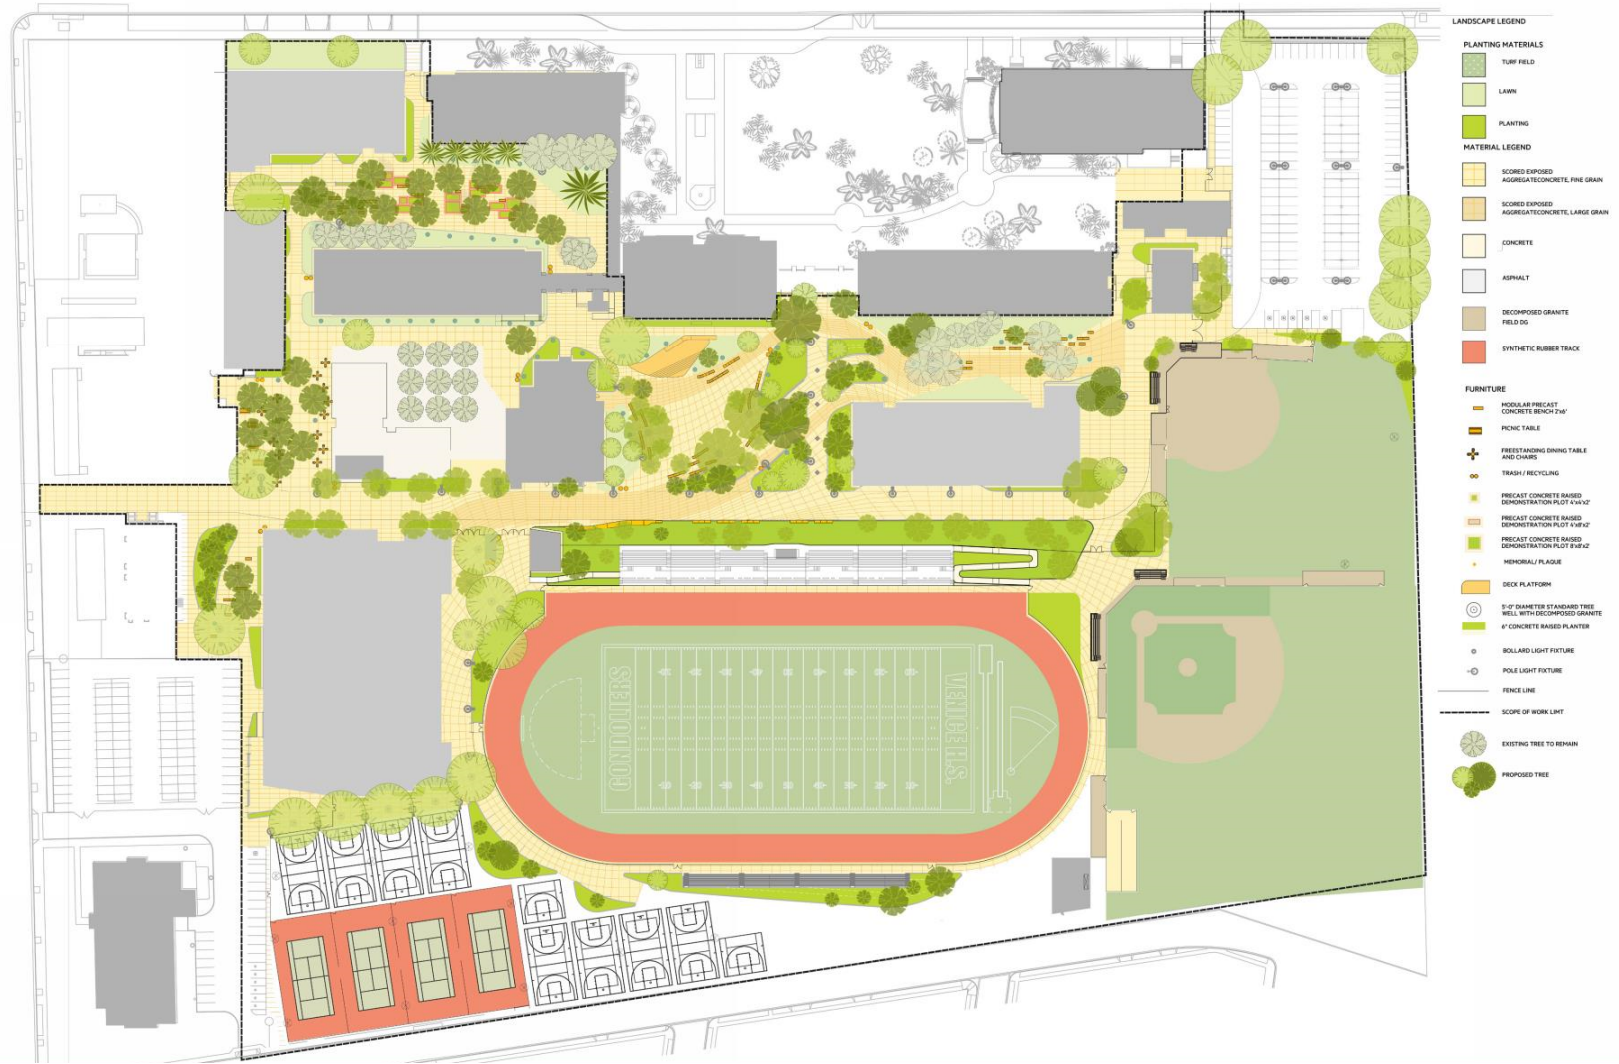 LANDSCAPE LEGEND
PLANTING MATERIALS
TURF FIELD
LAWN
PLANTING
MATERIAL LEGEND
SCORED EXPOSED
AGGREGATECONCRETE, FINE GRAIN
SCORED EXPOSED
AGGREGATECONCRETE, LARGE GRAIN
CONCRETE
ASPHALT
DECOMPOSED GRANITE
FIELD DG
SYNTHETIC RUBBER TRACK
FURNITURE
MODULAR PRECAST
CONCRETE BENCH 2'x6'
PICNIC TABLE
FREESTANDING DINING TABLE
AND CHAIRS
TRASH / RECYCLING
PRECAST CONCRETE RAISED
DEMONSTRATION PLOT 4'x4'x2'
PRECAST CONCRETE RAISED
DEMONSTRATION PLOT 4'x8'x2'
PRECAST CONCRETE RAISED
DEMONSTRATION PLOT 8'x8'x2'
MEMORIAL/ PLAQUE
DECK PLATFORM
5'-0" DIAMETER STANDARD TREE
WELL WITH DECOMPOSED GRANITE
6" CONCRETE RAISED PLANTER
BOLLARD LIGHT FIXTURE
POLE LIGHT FIXTURE
FENCE LINE
SCOPE OF WORK LIMT
EXISTING TREE TO REMAIN
PROPOSED TREE
GONDOLIERS
VENICE H.S.